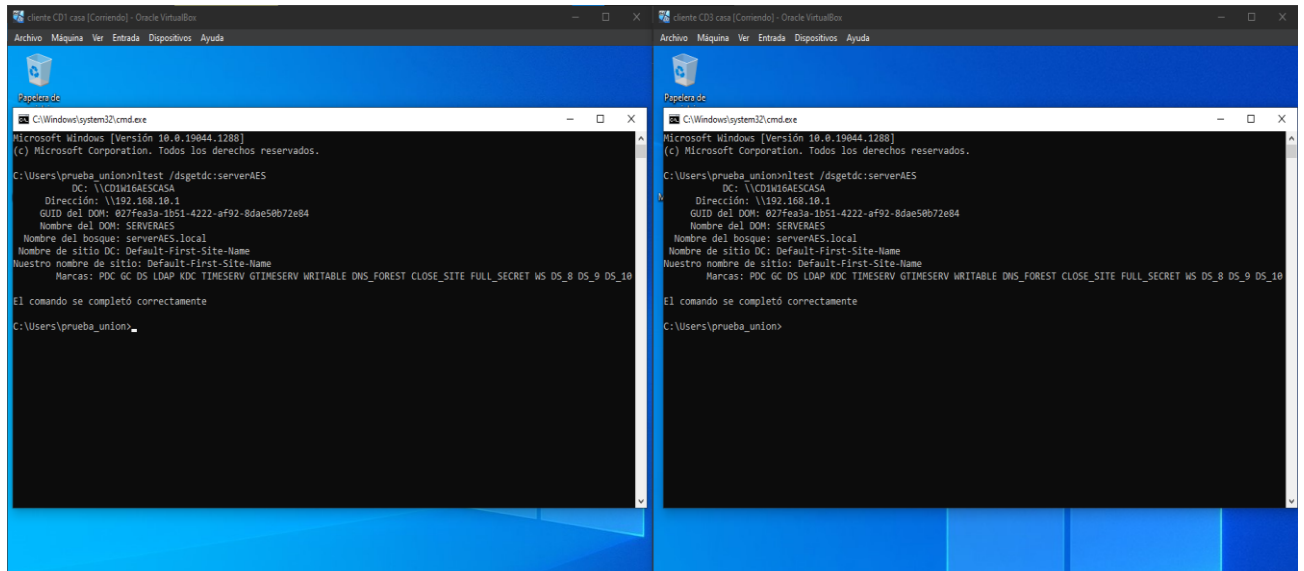 cliente CD1 casa [Corriendo] - Oracle VirtualBox
Archivo Máquina Ver Entrada Dispositivos Ayuda
Papelera de
C:\Windows\system32\cmd.exe
Microsoft Windows [Versión 10.0.19044.1288]
(c) Microsoft Corporation. Todos los derechos reservados.
C:\Users\prueba_union>nltest /dsgetdc:serverAES
DC: \\CD1W16AESCASA
Dirección: \\192.168.10.1
GUID del DOM: 027fea3a-1b51-4222-af92-8dae50b72e84
Nombre del DOM: SERVERAES
Nombre del bosque: serverAES.local
Nombre de sitio DC: Default-First-Site-Name
Nuestro nombre de sitio: Default-First-Site-Name
Marcas: PDC GC DS LDAP KDC TIMESERV GTIMESERV WRITABLE DNS_FOREST CLOSE_SITE FULL_SECRET WS DS_8 DS_9 DS_10
El comando se completó correctamente
C:\Users\prueba_union>
cliente CD3 casa [Corriendo] - Oracle VirtualBox
Archivo Máquina Ver Entrada Dispositivos Ayuda
Papelera de
C:\Windows\system32\cmd.exe
Microsoft Windows [Versión 10.0.19044.1288]
(c) Microsoft Corporation. Todos los derechos reservados.
C:\Users\prueba_union>nltest /dsgetdc:serverAES
DC: \\CD1W16AESCASA
Dirección: \\192.168.10.1
GUID del DOM: 027fea3a-1b51-4222-af92-8dae50b72e84
Nombre del DOM: SERVERAES
Nombre del bosque: serverAES.local
Nombre de sitio DC: Default-First-Site-Name
Nuestro nombre de sitio: Default-First-Site-Name
Marcas: PDC GC DS LDAP KDC TIMESERV GTIMESERV WRITABLE DNS_FOREST CLOSE_SITE FULL_SECRET WS DS_8 DS_9 DS_10
El comando se completó correctamente
C:\Users\prueba_union>